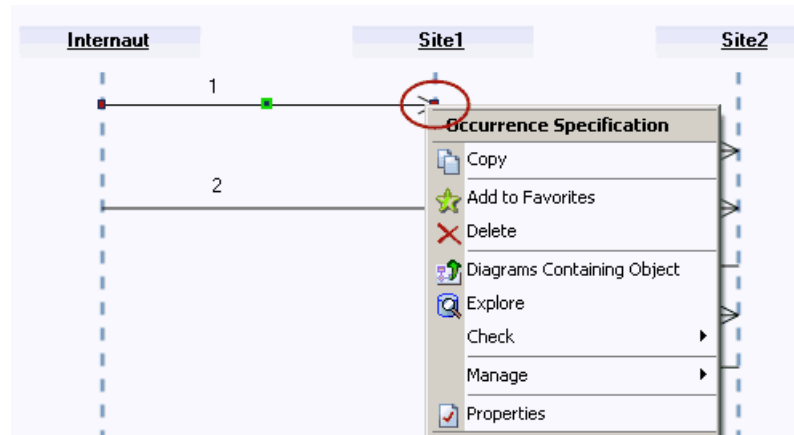 Internaut Site1 Site2
1
Occurrence Specification
Copy
2
Add to Favorites
Delete
Diagrams Containing Object
Explore
Check
Manage
Properties